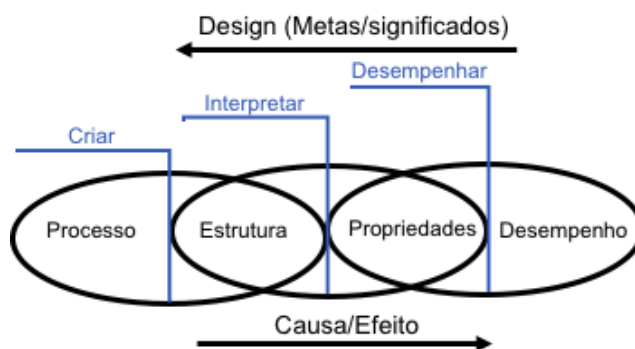 Design (Metas/significados)
Desempenhar
Interpretar
Criar
Processo
Estrutura
Propriedades
Desempenho
Causa/Efeito